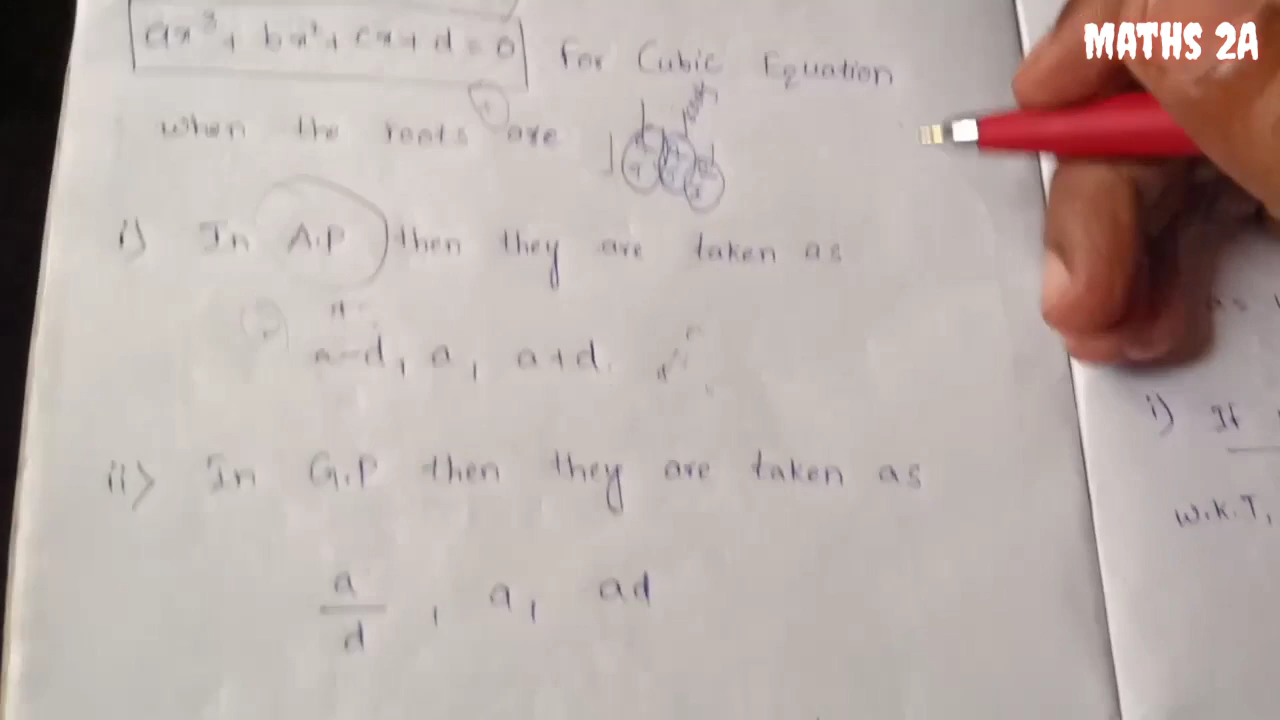 MATHS 2A
ax³ + bx² + cx + d = 0 For Cubic Equation
when the roots are
i) In A.P then they are taken as
a-d, a, a+d.
ii) In G.P then they are taken as
a/d, a, ad
i) If
W.K.T,